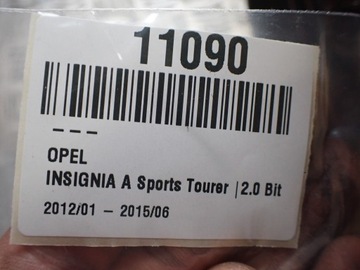 11090
– – –
OPEL
INSIGNIA A Sports Tourer |2.0 Bit
2012/01 – 2015/06